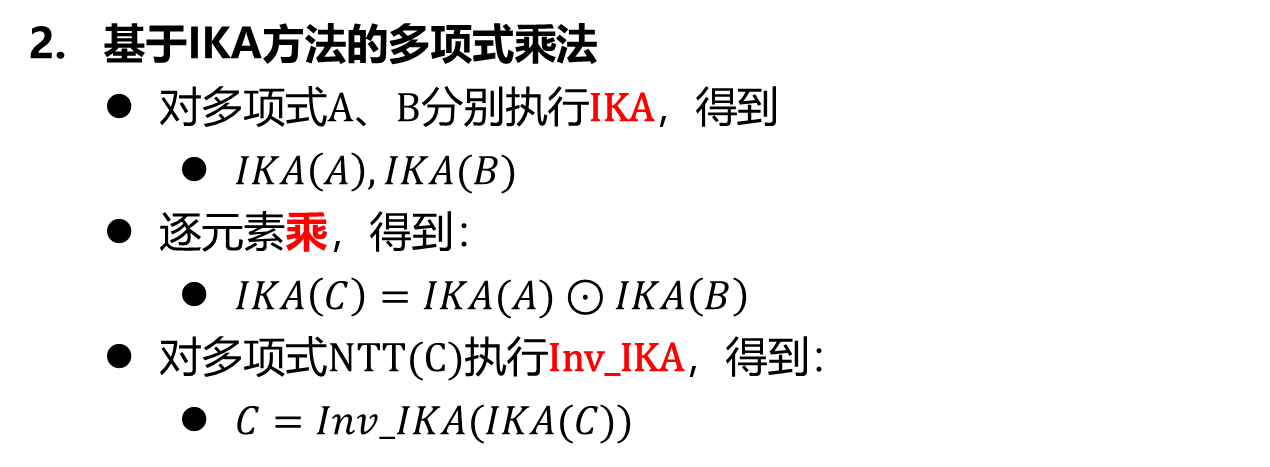 2. 基于IKA方法的多项式乘法
● 对多项式A、B分别执行IKA，得到
● IKA(A), IKA(B)
● 逐元素乘，得到：
● IKA(C) = IKA(A) ⊙ IKA(B)
● 对多项式NTT(C)执行Inv_IKA，得到：
● C = Inv_IKA(IKA(C))